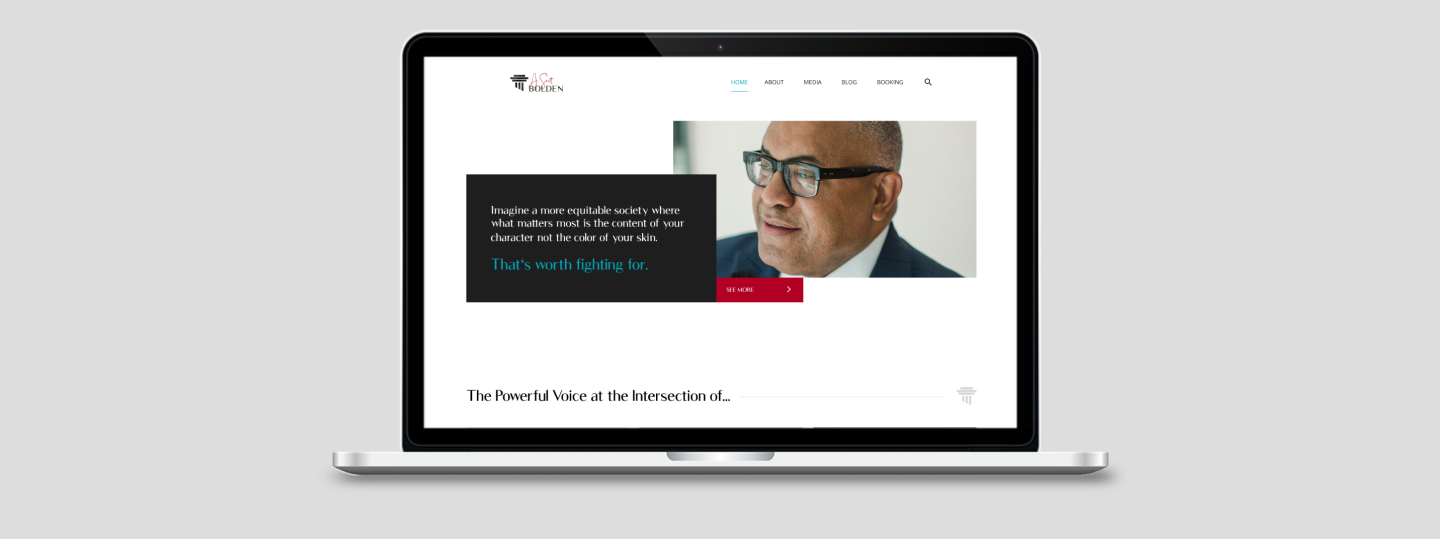 A. Scott
BOLDEN
HOME ABOUT MEDIA BLOG BOOKING
Imagine a more equitable society where
what matters most is the content of your
character not the color of your skin.
That's worth fighting for.
SEE MORE
The Powerful Voice at the Intersection of...